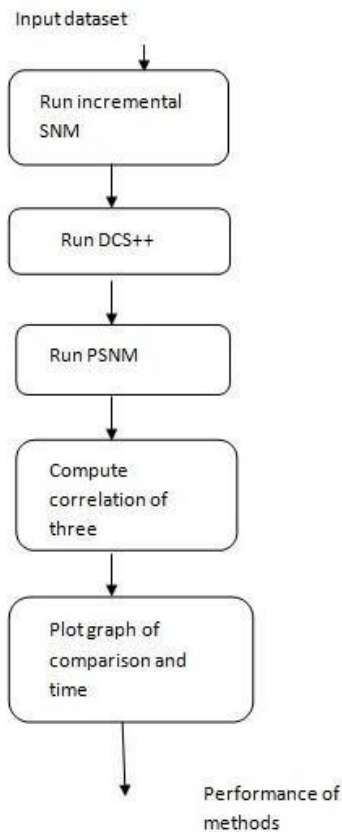 Input dataset
Run incremental
SNM
Run DCS++
Run PSNM
Compute
correlation of
three
Plot graph of
comparison and
time
Performance of
methods